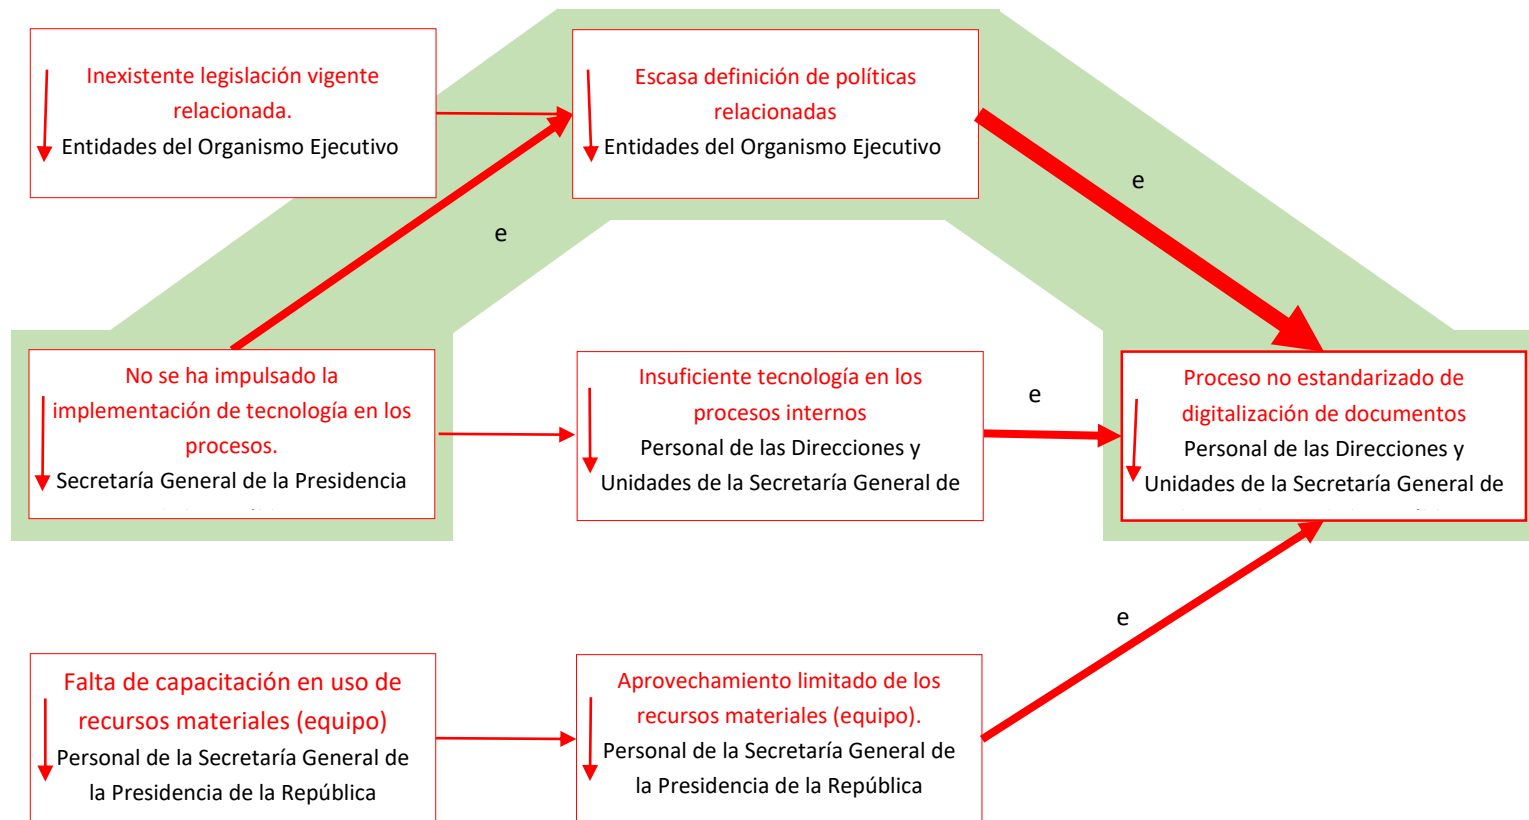 Inexistente legislación vigente
relacionada.
Entidades del Organismo Ejecutivo
Escasa definición de políticas
relacionadas
Entidades del Organismo Ejecutivo
e
e
No se ha impulsado la
implementación de tecnología en los
procesos.
Secretaría General de la Presidencia
Insuficiente tecnología en los
procesos internos
Personal de las Direcciones y
Unidades de la Secretaría General de
e
Proceso no estandarizado de
digitalización de documentos
Personal de las Direcciones y
Unidades de la Secretaría General de
e
Falta de capacitación en uso de
recursos materiales (equipo)
Personal de la Secretaría General de
la Presidencia de la República
Aprovechamiento limitado de los
recursos materiales (equipo).
Personal de la Secretaría General de
la Presidencia de la República